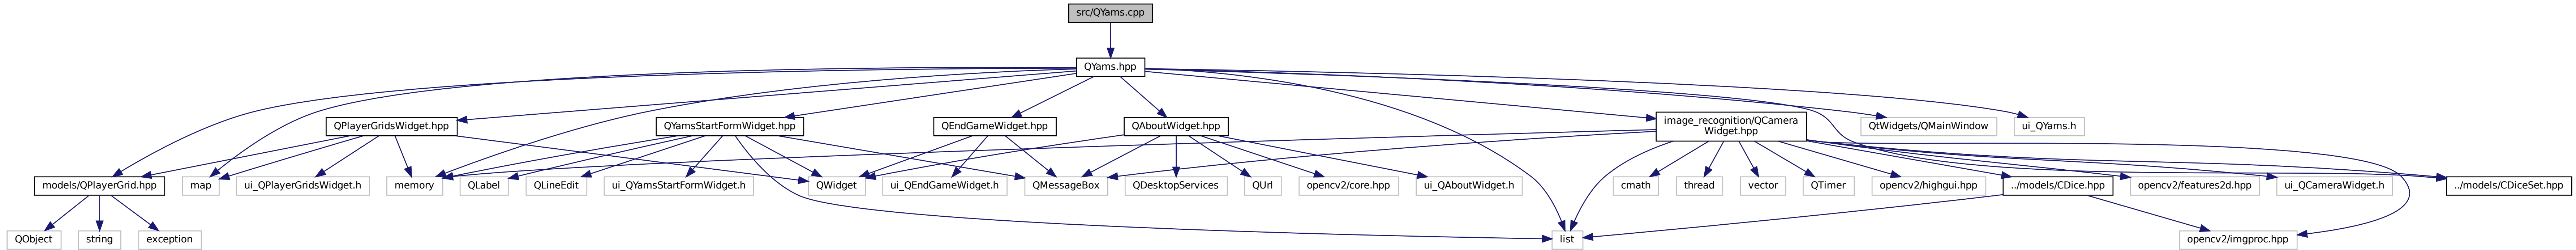 src/QYams.cpp
QYams.hpp
QPlayerGridsWidget.hpp
QYamsStartFormWidget.hpp
QEndGameWidget.hpp
QAboutWidget.hpp
image_recognition/QCamera
Widget.hpp
QtWidgets/QMainWindow
ui_QYams.h
models/QPlayerGrid.hpp
map
ui_QPlayerGridsWidget.h
memory
QLabel
QLineEdit
ui_QYamsStartFormWidget.h
QWidget
ui_QEndGameWidget.h
QMessageBox
QDesktopServices
QUrl
opencv2/core.hpp
ui_QAboutWidget.h
cmath
thread
vector
QTimer
opencv2/highgui.hpp
../models/CDice.hpp
opencv2/features2d.hpp
ui_QCameraWidget.h
../models/CDiceSet.hpp
QObject
string
exception
list
opencv2/imgproc.hpp